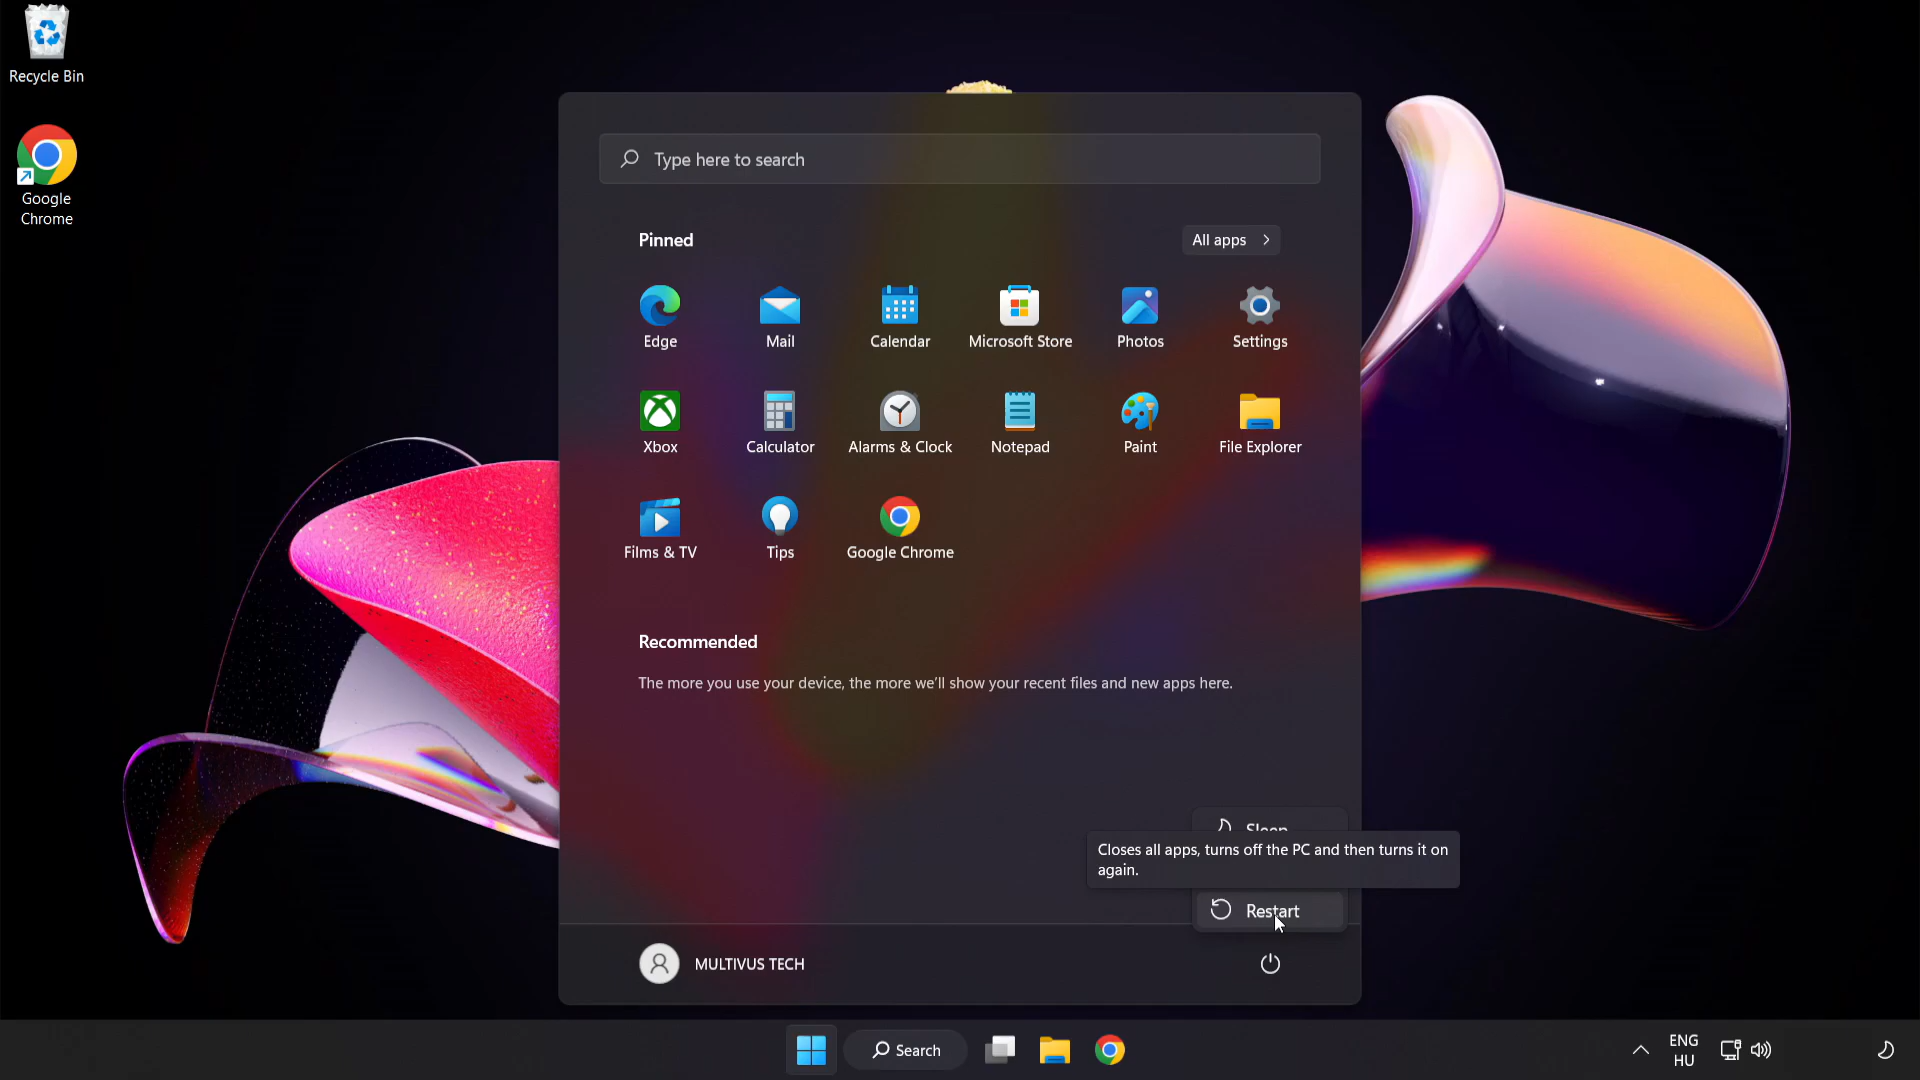 Recycle Bin
Google
Chrome
Type here to search
Pinned
All apps
Edge
Mail
Calendar
Microsoft Store
Photos
Settings
Xbox
Calculator
Alarms & Clock
Notepad
Paint
File Explorer
Films & TV
Tips
Google Chrome
Recommended
The more you use your device, the more we'll show your recent files and new apps here.
Sleep
Closes all apps, turns off the PC and then turns it on
again.
Restart
MULTIVUS TECH
Search
ENG
HU